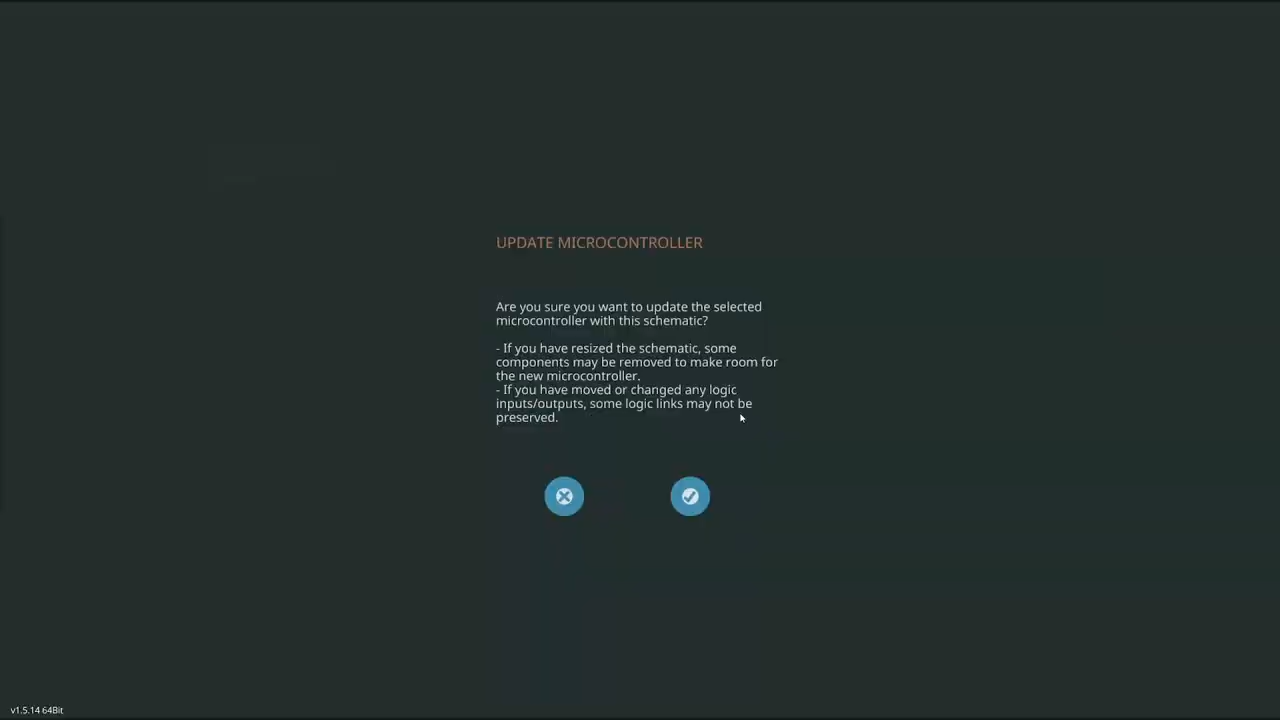 UPDATE MICROCONTROLLER
Are you sure you want to update the selected
microcontroller with this schematic?
- If you have resized the schematic, some
components may be removed to make room for
the new microcontroller.
- If you have moved or changed any logic
inputs/outputs, some logic links may not be
preserved.
v1.5.14 64Bit